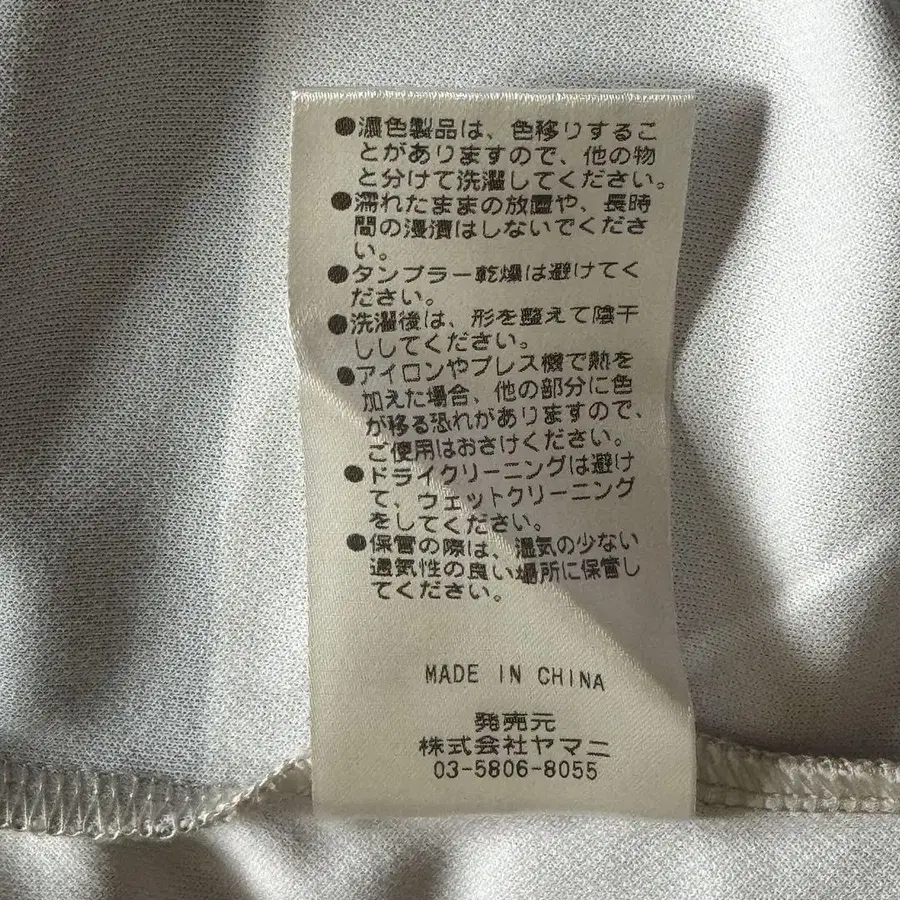 ●濃色製品は、色移りするこ
とがありますので、他の物
と分けて洗濯してください。
●濡れたままの放置や、長時
間の浸漬はしないでくださ
い。
●タンブラー乾燥は避けてく
ださい。
●洗濯後は、形を整えて陰干
ししてください。
●アイロンやプレス機で熱を
加えた場合、他の部分に色
が移る恐れがありますので、
ご使用はおさけください。
●ドライクリーニングは避け
て、ウェットクリーニング
をしてください。
●保管の際は、湿気の少ない
通気性の良い場所に保管し
てください。
MADE IN CHINA
発売元
株式会社ヤマニ
03-5806-8055